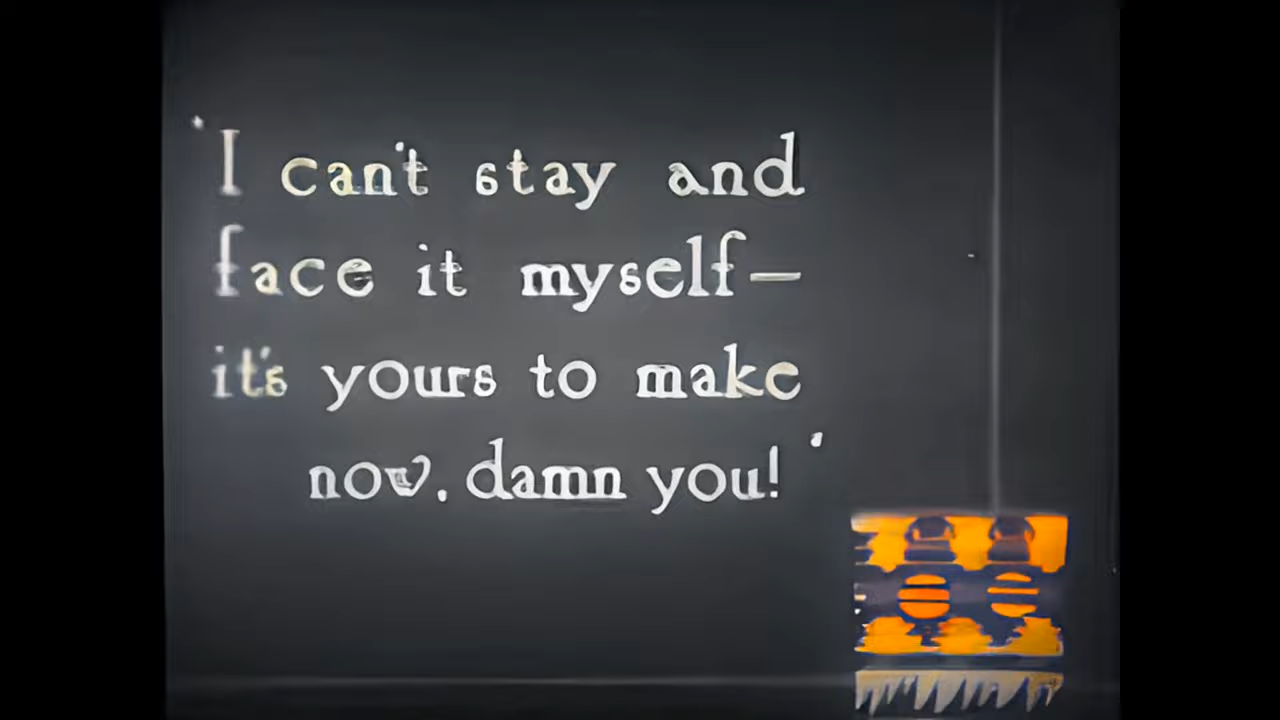 'I can't stay and
face it myself—
it's yours to make
now. damn you!'